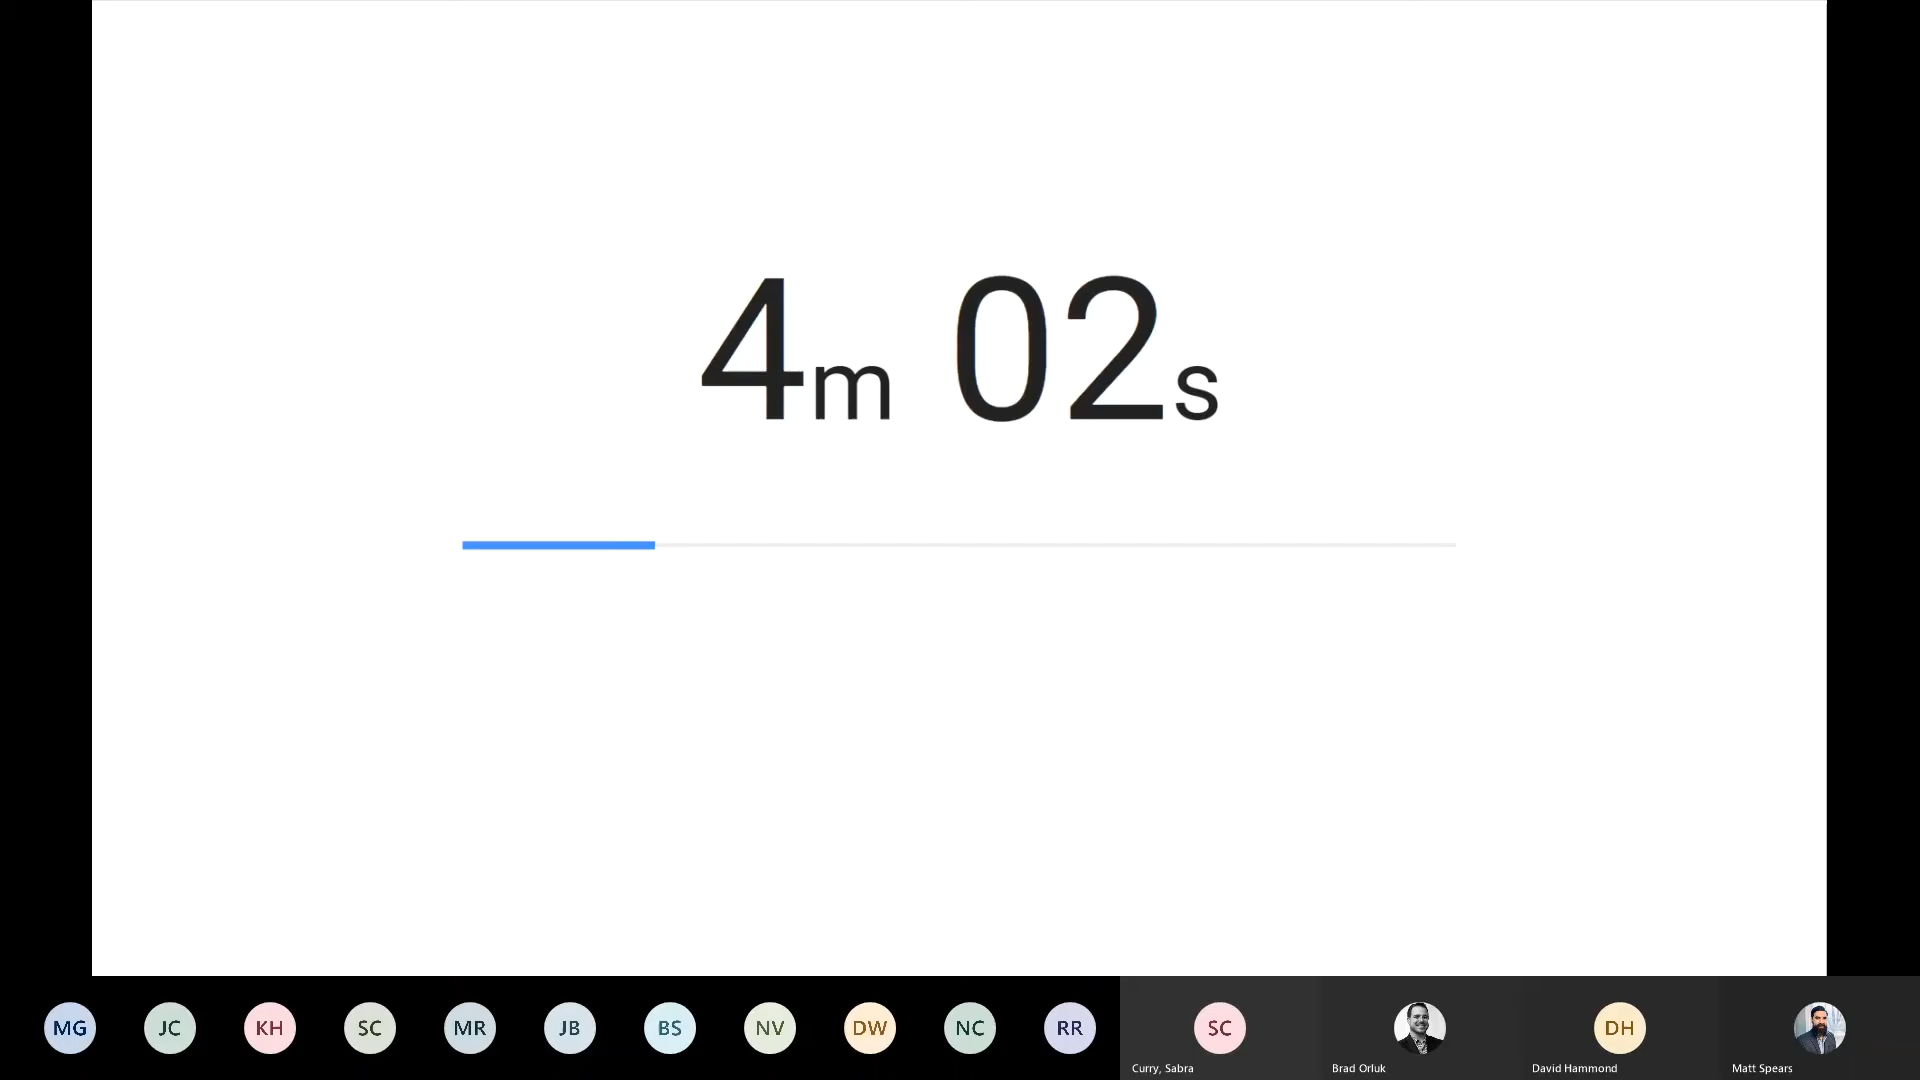 4m 02s
MG JC KH SC MR JB BS NV DW NC RR SC DH
Curry, Sabra Brad Orluk David Hammond Matt Spears